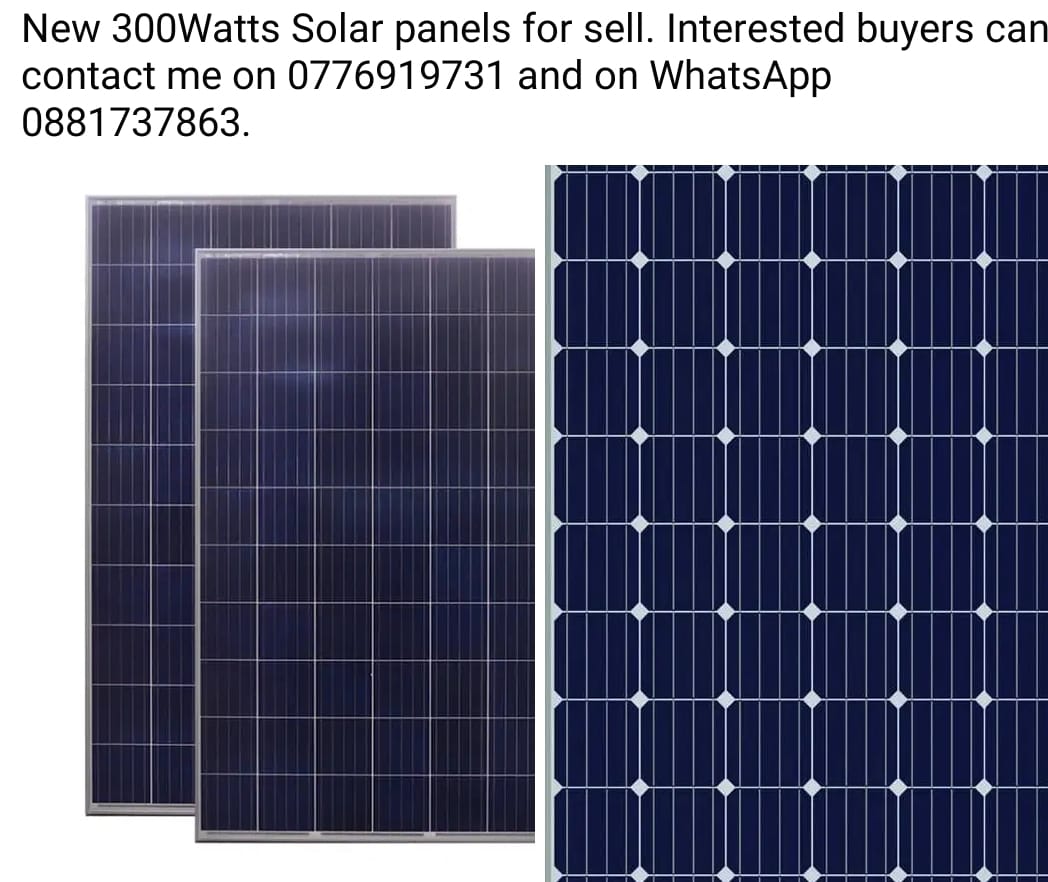 New 300Watts Solar panels for sell. Interested buyers can
contact me on 0776919731 and on WhatsApp
0881737863.